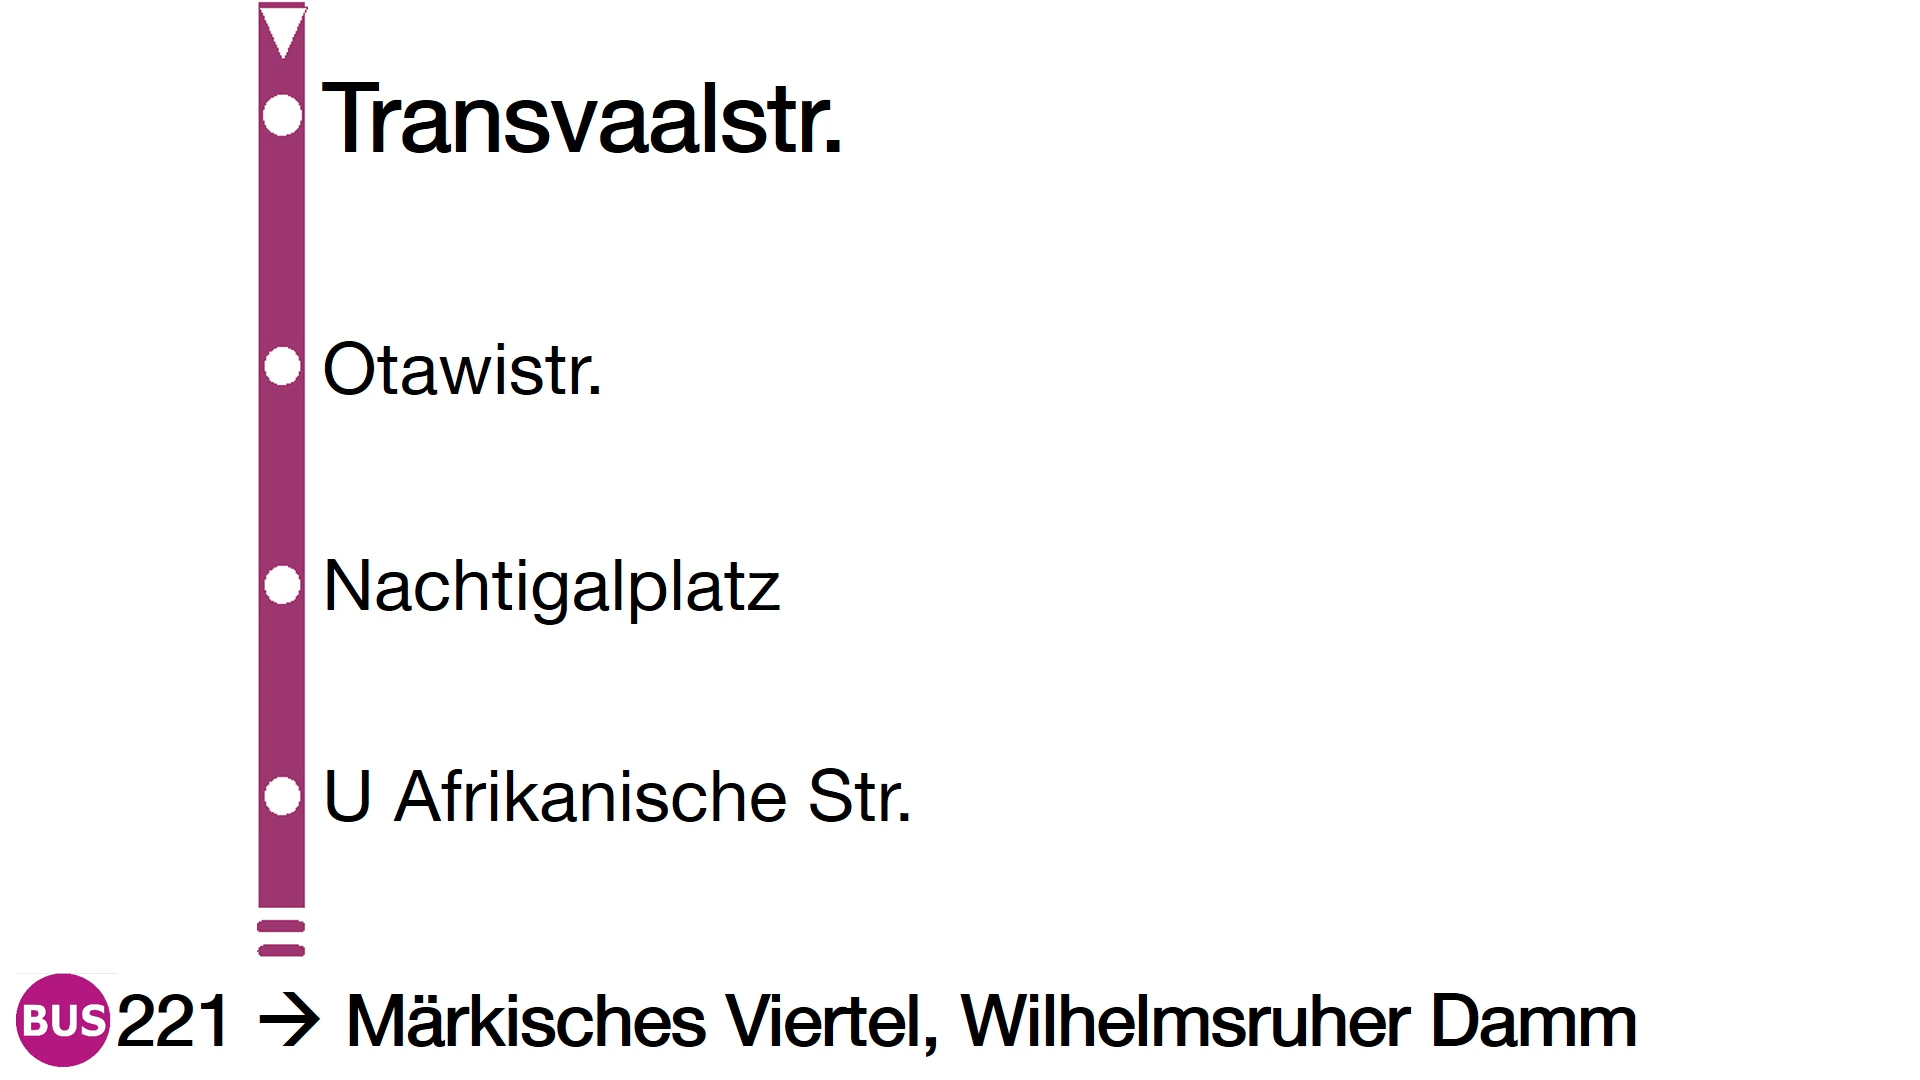 Transvaalstr.
Otawistr.
Nachtigalplatz
U Afrikanische Str.
BUS 221 → Märkisches Viertel, Wilhelmsruher Damm